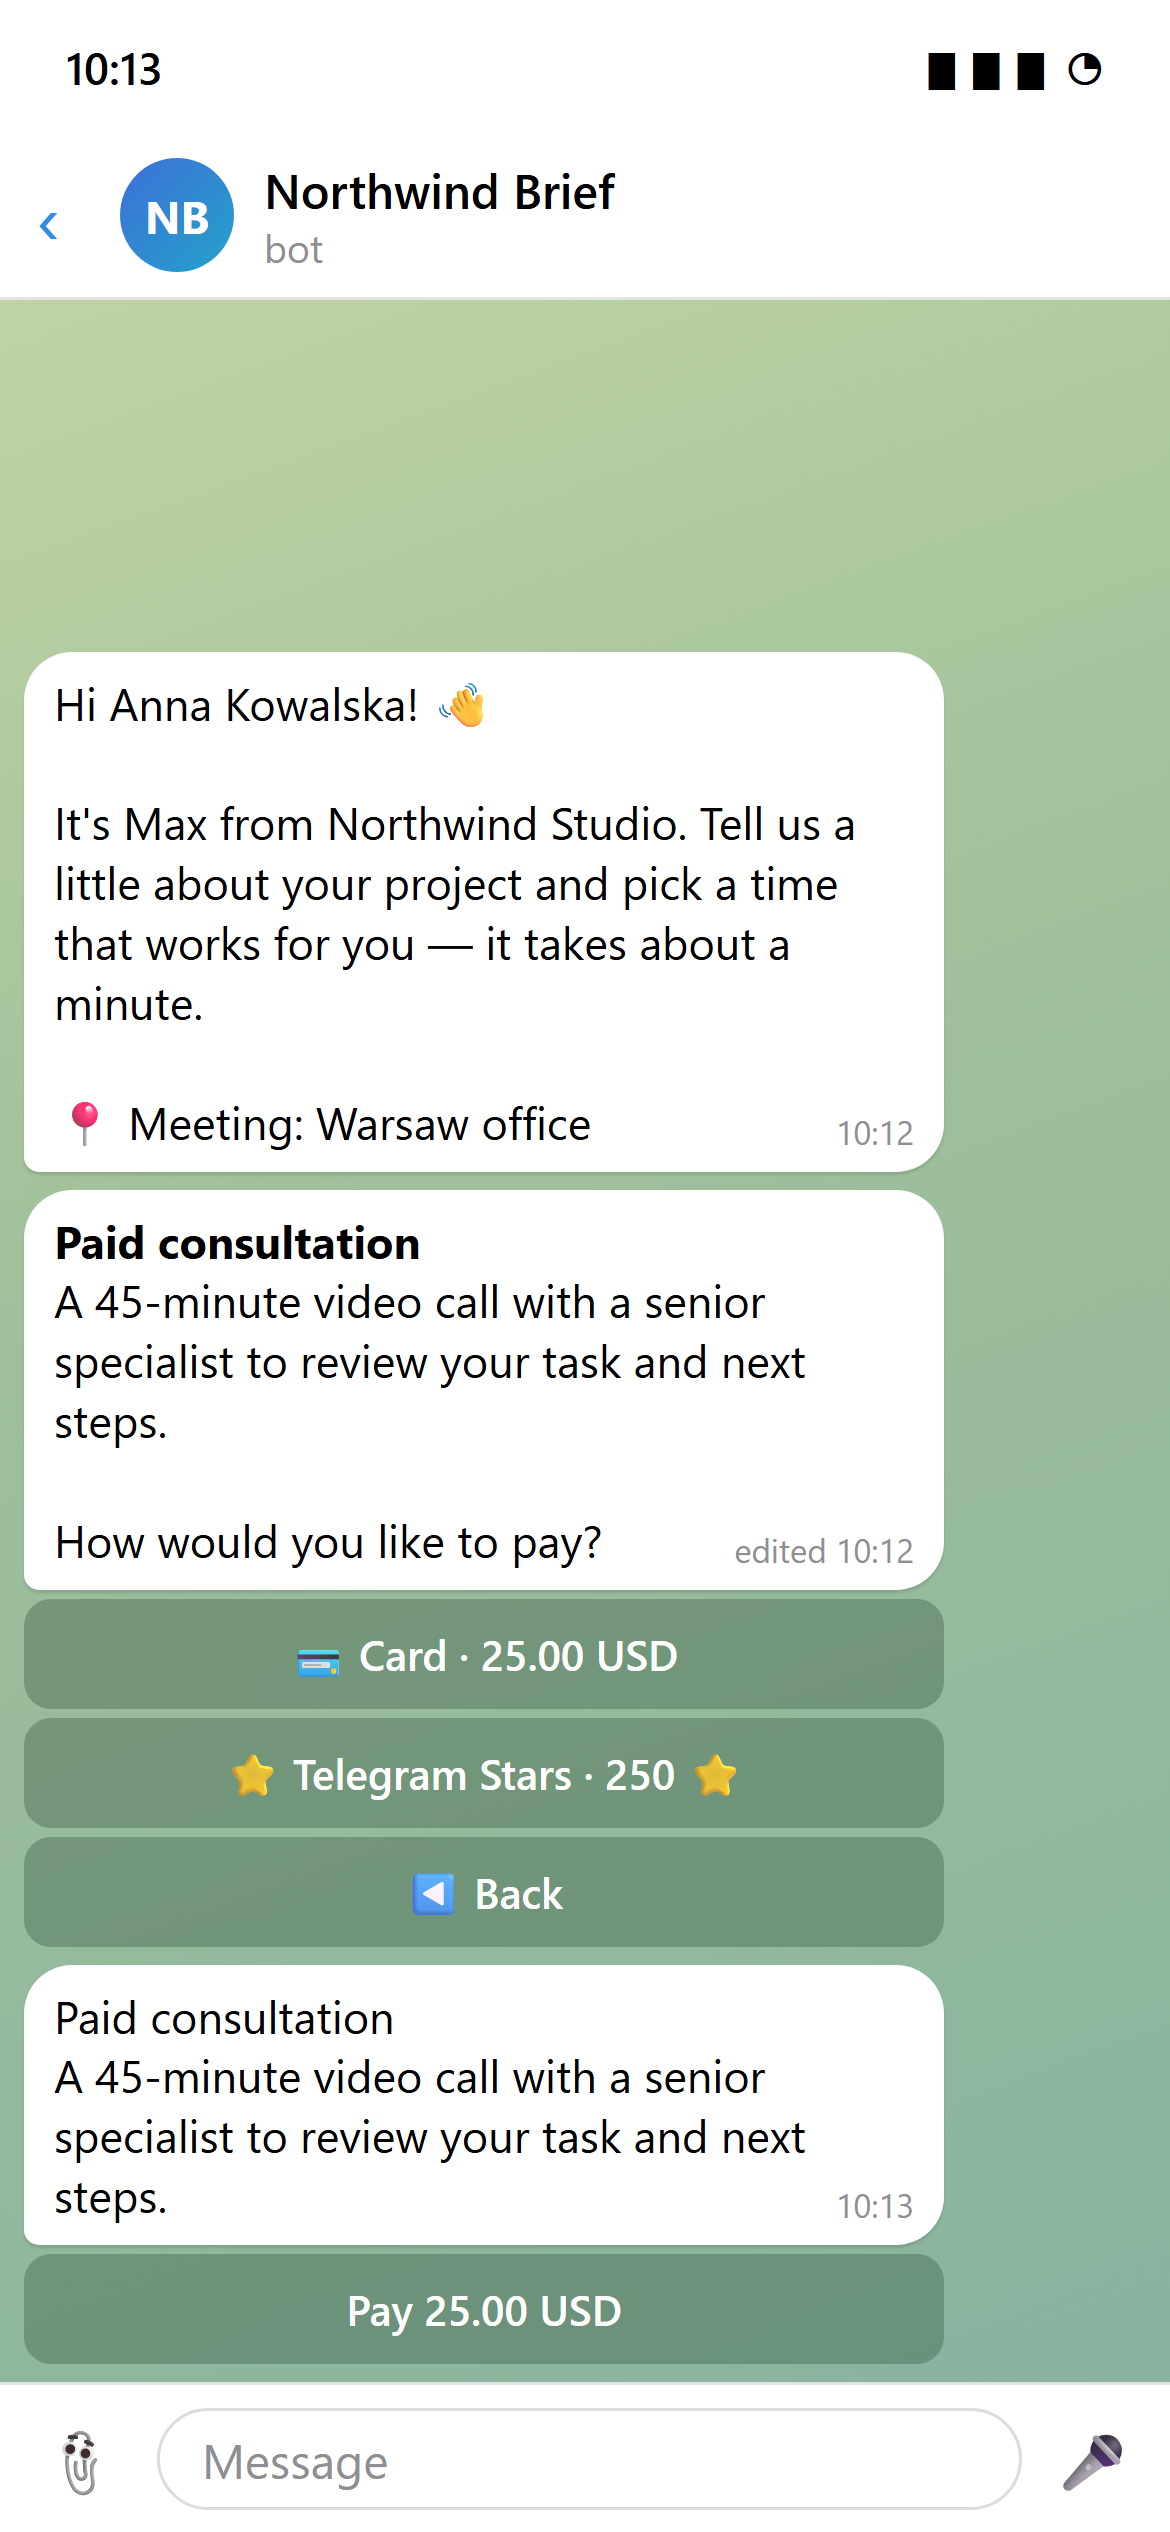 10:13
NB
Northwind Brief
bot
Hi Anna Kowalska! 👋
It's Max from Northwind Studio. Tell us a
little about your project and pick a time
that works for you — it takes about a
minute.
📍 Meeting: Warsaw office
10:12
Paid consultation
A 45-minute video call with a senior
specialist to review your task and next
steps.
How would you like to pay?
edited 10:12
💳 Card · 25.00 USD
⭐ Telegram Stars · 250 ⭐
◀️ Back
Paid consultation
A 45-minute video call with a senior
specialist to review your task and next
steps.
10:13
Pay 25.00 USD
Message